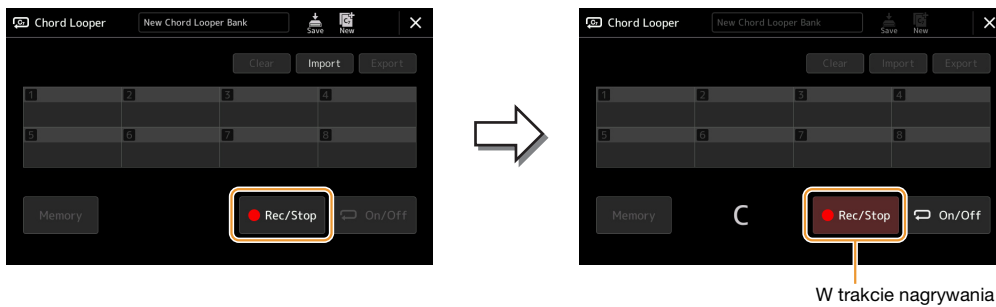 Chord Looper
New Chord Looper Bank
Save
New
Clear
Import
Export
1
2
3
4
5
6
7
8
Memory
Rec/Stop
On/Off
Chord Looper
New Chord Looper Bank
Save
New
Clear
Import
Export
1
2
3
4
5
6
7
8
Memory
C
Rec/Stop
On/Off
W trakcie nagrywania